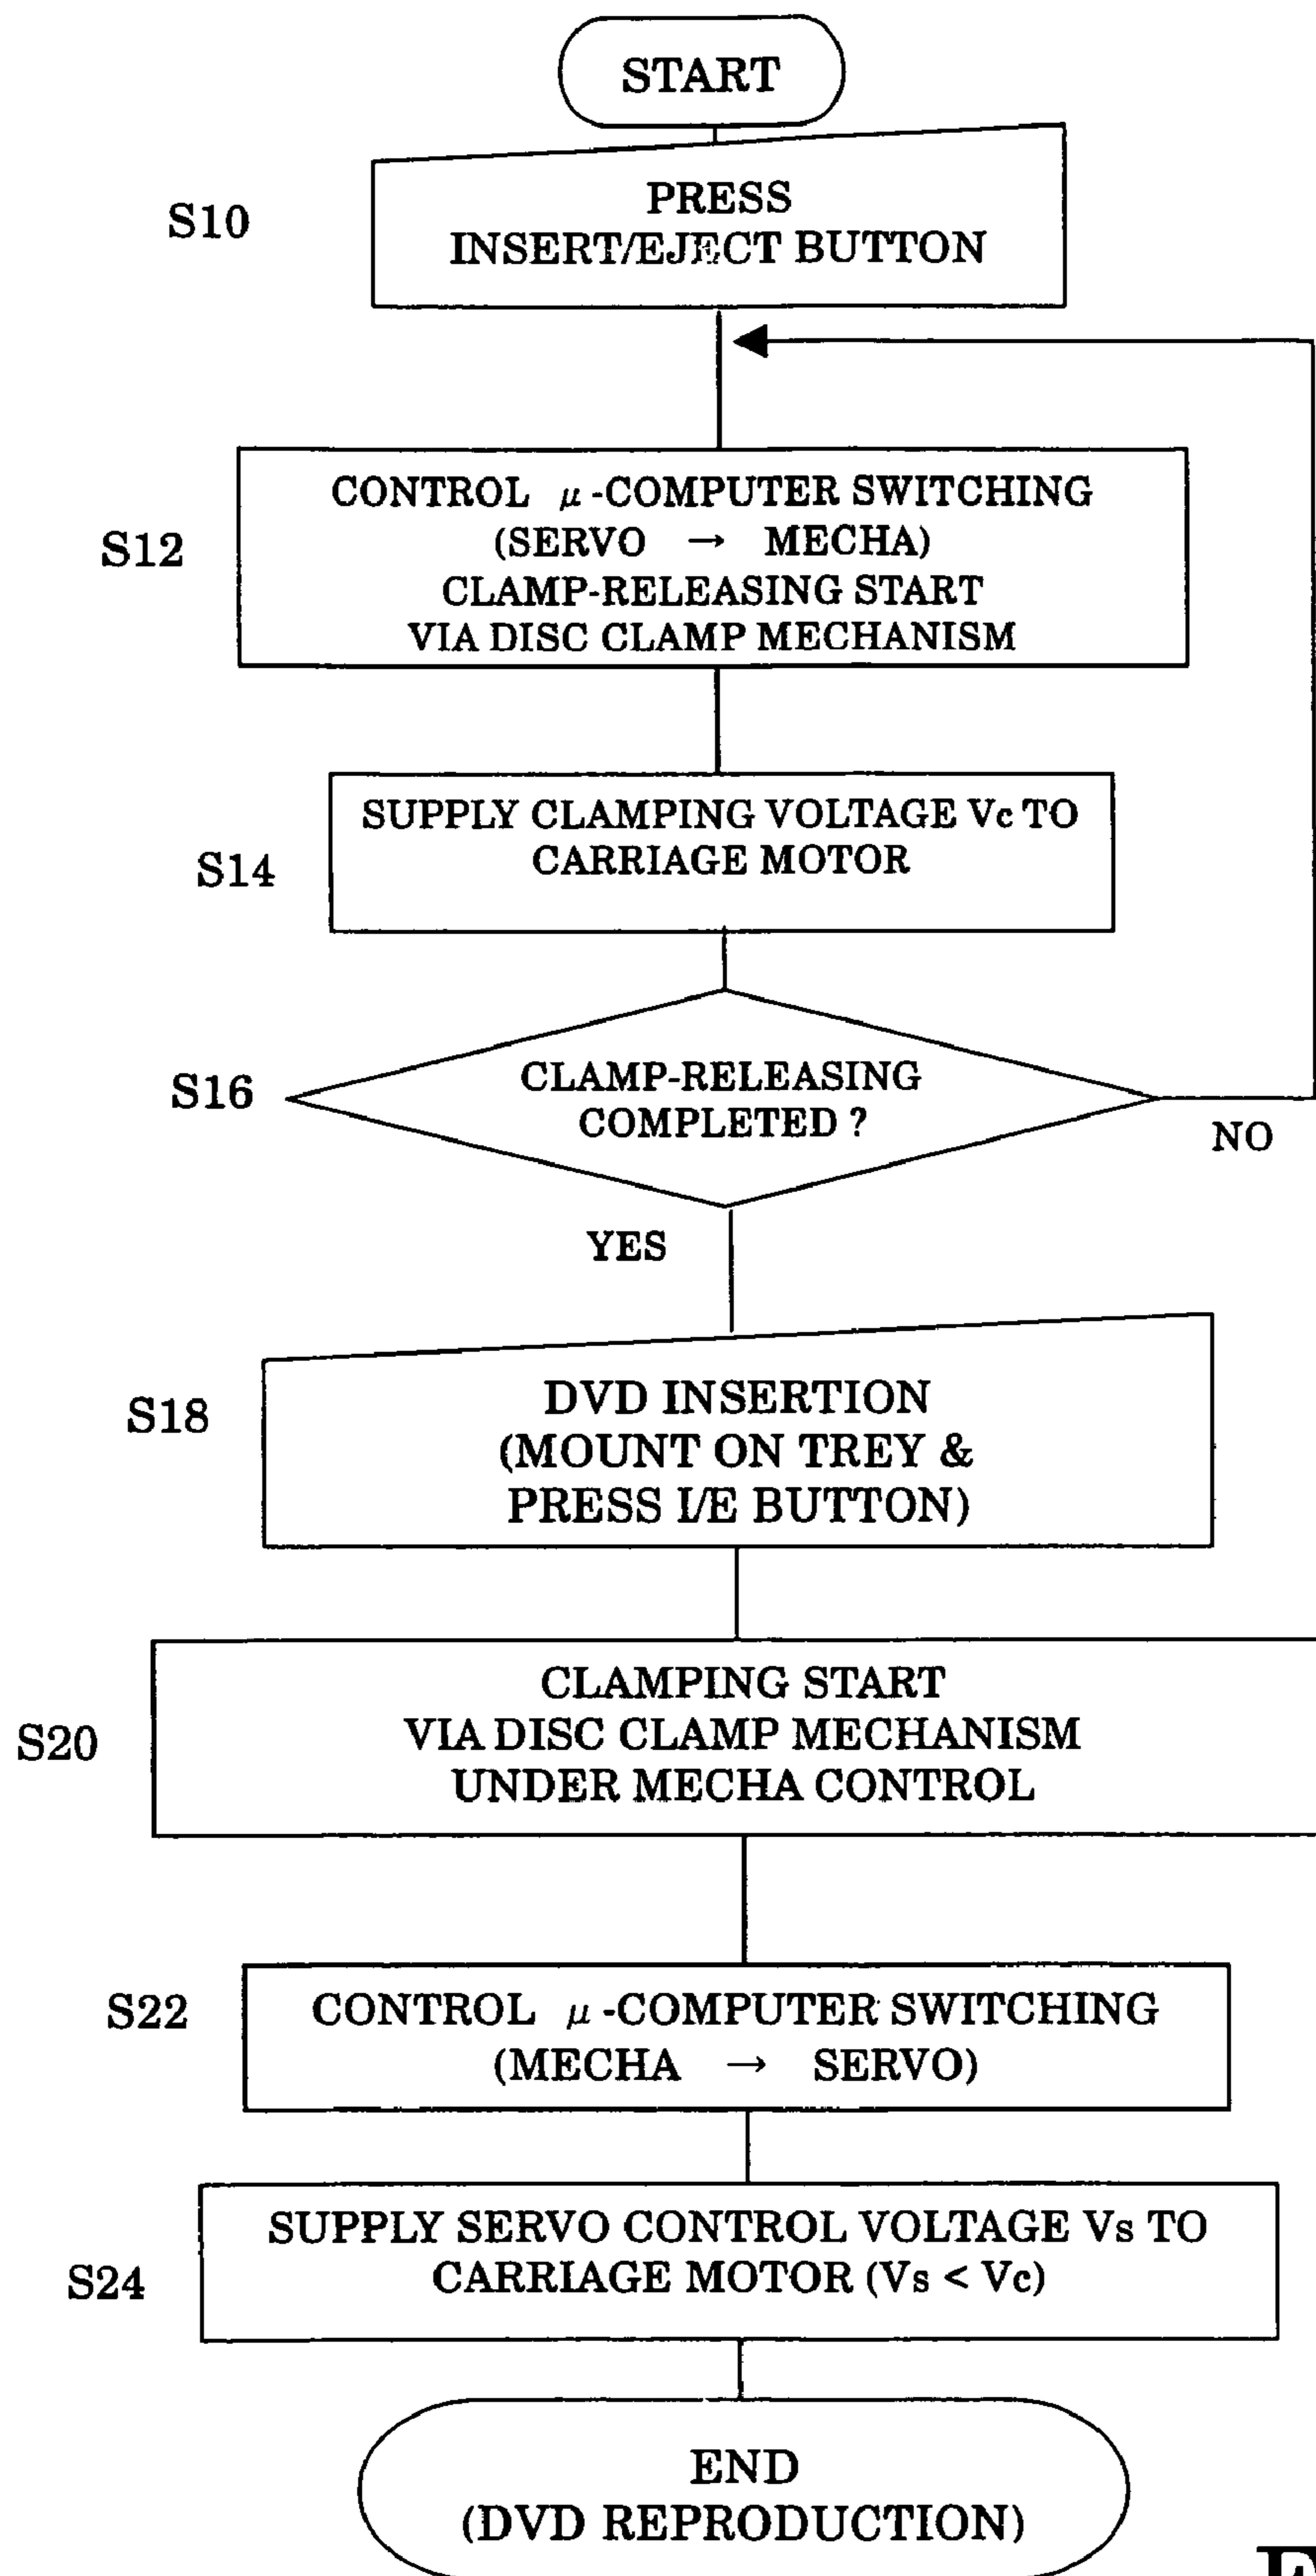 START
S10
PRESS
INSERT/EJECT BUTTON
S12
CONTROL μ-COMPUTER SWITCHING
(SERVO → MECHA)
CLAMP-RELEASING START
VIA DISC CLAMP MECHANISM
S14
SUPPLY CLAMPING VOLTAGE Vc TO
CARRIAGE MOTOR
S16
CLAMP-RELEASING
COMPLETED ?
NO
YES
S18
DVD INSERTION
(MOUNT ON TREY &
PRESS I/E BUTTON)
S20
CLAMPING START
VIA DISC CLAMP MECHANISM
UNDER MECHA CONTROL
S22
CONTROL μ-COMPUTER SWITCHING
(MECHA → SERVO)
S24
SUPPLY SERVO CONTROL VOLTAGE Vs TO
CARRIAGE MOTOR (Vs < Vc)
END
(DVD REPRODUCTION)